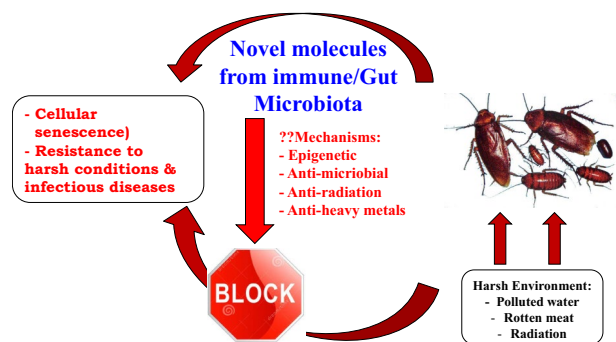 Novel molecules
from immune/Gut
Microbiota
- Cellular
senescence)
- Resistance to
harsh conditions &
infectious diseases
??Mechanisms:
- Epigenetic
- Anti-micriobial
- Anti-radiation
- Anti-heavy metals
BLOCK
Harsh Environment:
- Polluted water
- Rotten meat
- Radiation